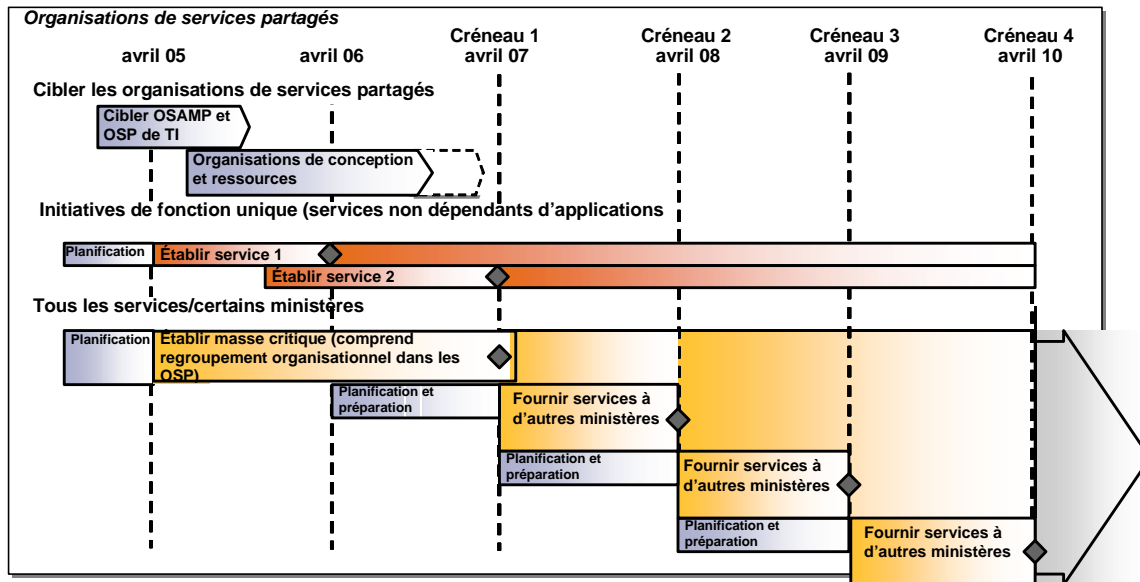 Organisations de services partagés
Créneau 1 Créneau 2 Créneau 3 Créneau 4
avril 05 avril 06 avril 07 avril 08 avril 09 avril 10
Cibler les organisations de services partagés
Cibler OSAMP et
OSP de TI
Organisations de conception
et ressources
Initiatives de fonction unique (services non dépendants d'applications
Planification Établir service 1
Établir service 2
Tous les services/certains ministères
Planification
Établir masse critique (comprend
regroupement organisationnel dans les
OSP)
Planification et
préparation
Fournir services à
d'autres ministères
Planification et
préparation
Fournir services à
d'autres ministères
Planification et
préparation
Fournir services à
d'autres ministères